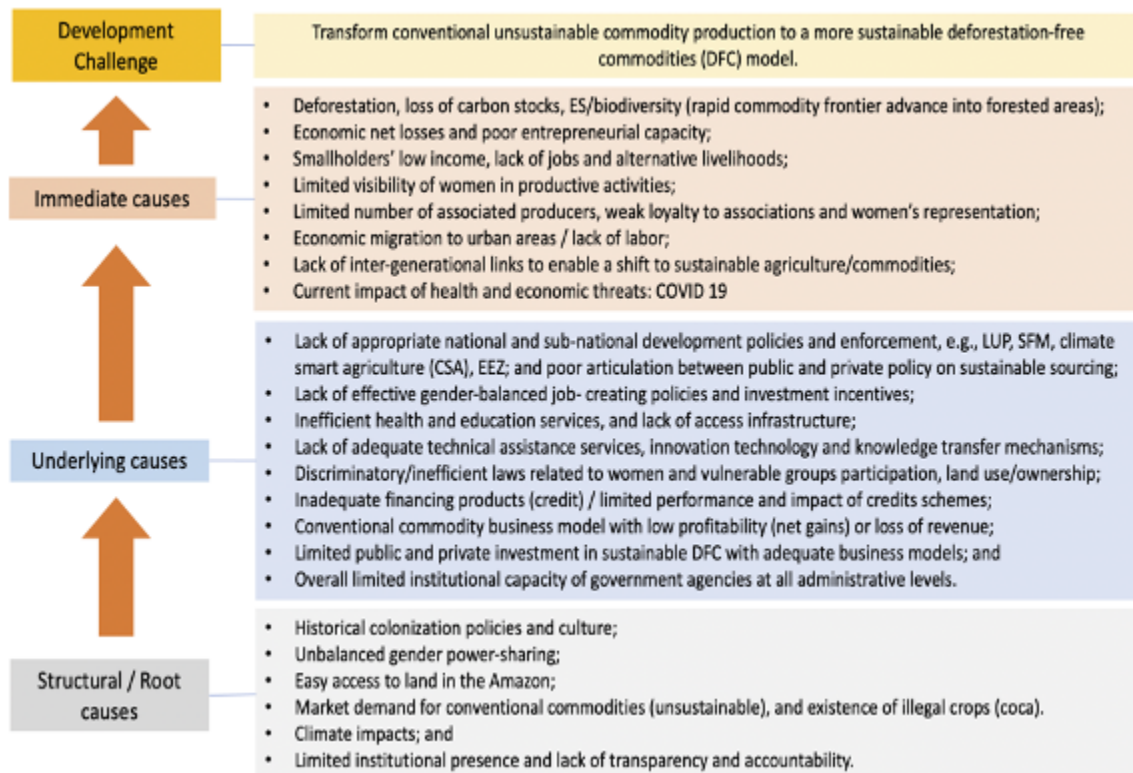 Development
Challenge
Transform conventional unsustainable commodity production to a more sustainable deforestation-free
commodities (DFC) model.
• Deforestation, loss of carbon stocks, ES/biodiversity (rapid commodity frontier advance into forested areas);
• Economic net losses and poor entrepreneurial capacity;
• Smallholders' low income, lack of jobs and alternative livelihoods;
Immediate causes
• Limited visibility of women in productive activities;
• Limited number of associated producers, weak loyalty to associations and women's representation;
• Economic migration to urban areas / lack of labor;
• Lack of inter-generational links to enable a shift to sustainable agriculture/commodities;
• Current impact of health and economic threats: COVID 19
• Lack of appropriate national and sub-national development policies and enforcement, e.g., LUP, SFM, climate
smart agriculture (CSA), EEZ; and poor articulation between public and private policy on sustainable sourcing;
• Lack of effective gender-balanced job- creating policies and investment incentives;
• Inefficient health and education services, and lack of access infrastructure;
Underlying causes
• Lack of adequate technical assistance services, innovation technology and knowledge transfer mechanisms;
• Discriminatory/inefficient laws related to women and vulnerable groups participation, land use/ownership;
• Inadequate financing products (credit) / limited performance and impact of credits schemes;
• Conventional commodity business model with low profitability (net gains) or loss of revenue;
• Limited public and private investment in sustainable DFC with adequate business models; and
• Overall limited institutional capacity of government agencies at all administrative levels.
Structural / Root
causes
• Historical colonization policies and culture;
• Unbalanced gender power-sharing;
• Easy access to land in the Amazon;
• Market demand for conventional commodities (unsustainable), and existence of illegal crops (coca).
• Climate impacts; and
• Limited institutional presence and lack of transparency and accountability.